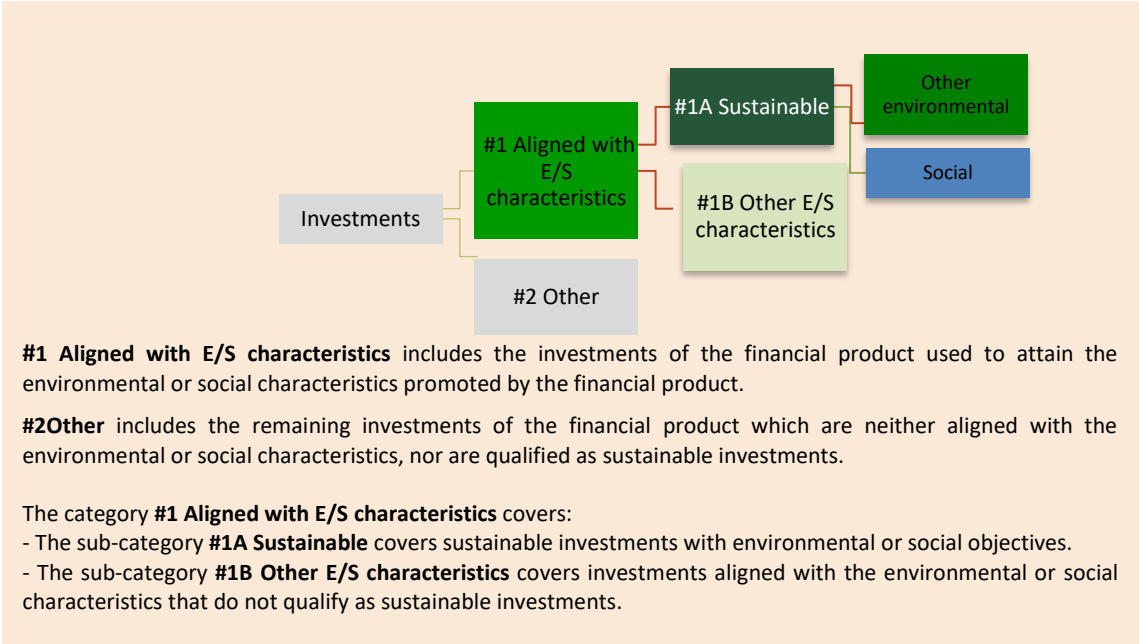 Other
environmental
#1A Sustainable
#1 Aligned with
E/S
characteristics
Social
#1B Other E/S
characteristics
Investments
#2 Other
#1 Aligned with E/S characteristics includes the investments of the financial product used to attain the
environmental or social characteristics promoted by the financial product.
#2Other includes the remaining investments of the financial product which are neither aligned with the
environmental or social characteristics, nor are qualified as sustainable investments.
The category #1 Aligned with E/S characteristics covers:
- The sub-category #1A Sustainable covers sustainable investments with environmental or social objectives.
- The sub-category #1B Other E/S characteristics covers investments aligned with the environmental or social
characteristics that do not qualify as sustainable investments.